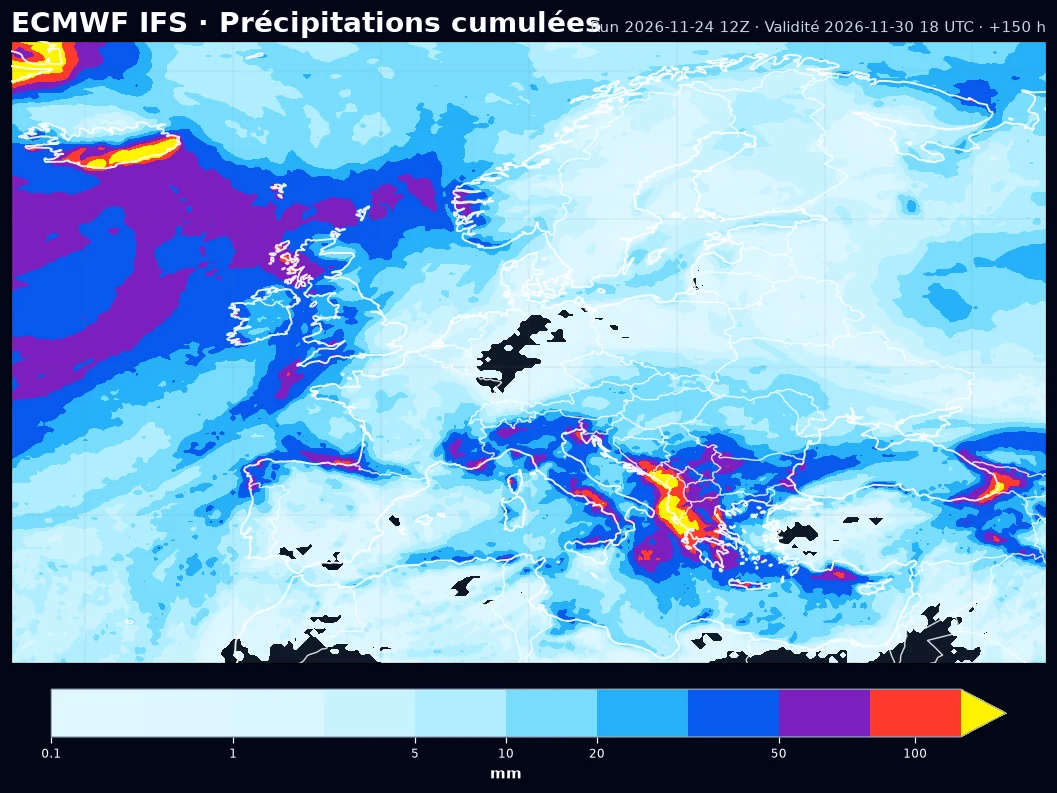 ECMWF IFS · Précipitations cumulées
Run 2026-11-24 12Z · Validité 2026-11-30 18 UTC · +150 h
0.1 1 5 10 20 50 100
mm